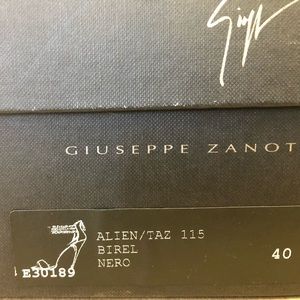 GIUSEPPE ZANOT
ALIEN/TAZ 115
BIREL 40
NERO
E30189